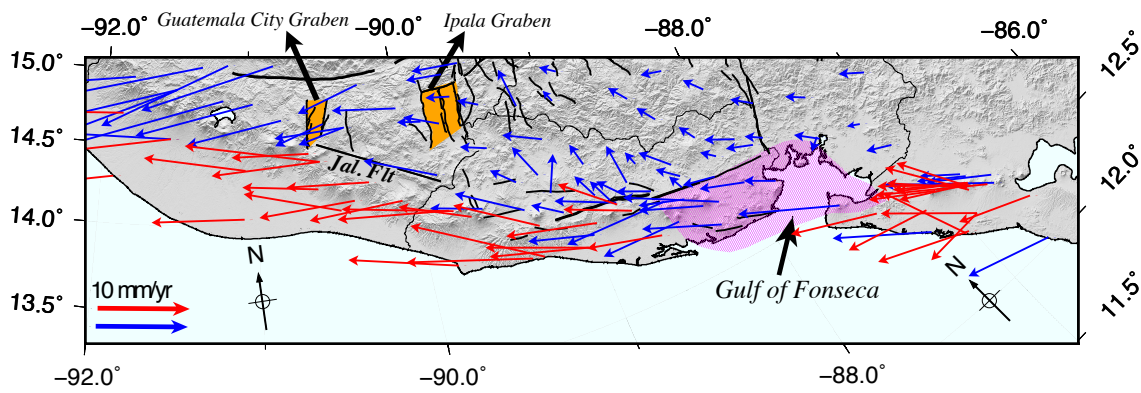 Guatemala City Graben
Ipala Graben
−92.0˚ −90.0˚ −88.0˚ −86.0˚
15.0˚
12.5˚
14.5˚
Jal. Flt
12.0˚
14.0˚
N
N
Gulf of Fonseca
10 mm/yr
13.5˚
11.5˚
−92.0˚ −90.0˚ −88.0˚